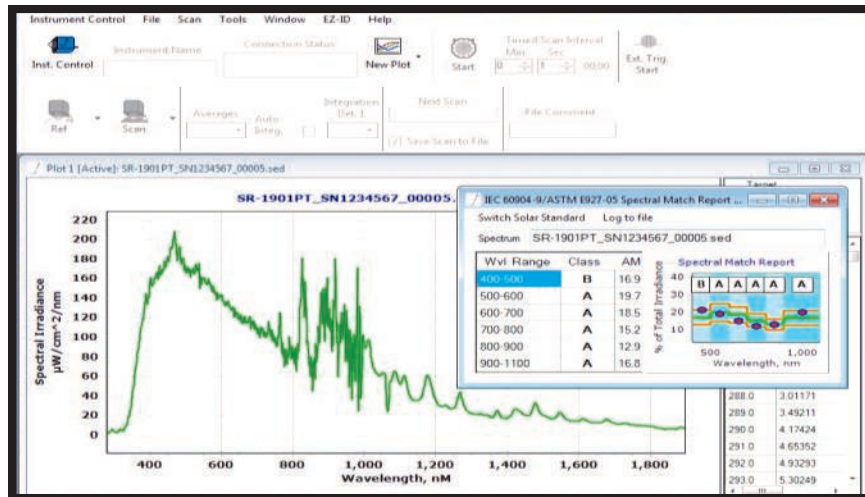 Instrument Control File Scan Tools Window EZ-ID Help
Instrument Name Connection Status Timed Scan Interval
Min Sec
Inst. Control New Plot Start 0 1 00:00 Ext. Trig. Start
Ref Scan Averages Auto Integ. Integration Det. 1 Next Scan File Comment
Save Scan to File
Plot 1 [Active]: SR-1901PT_SN1234567_00005.sed
Target
SR-1901PT_SN1234567_00005.
IEC 60904-9/ASTM E927-05 Spectral Match Report ...
Switch Solar Standard Log to file
Spectrum SR-1901PT_SN1234567_00005.sed
Wvl Range Class AM
400-500 B 16.9
500-600 A 19.7
600-700 A 18.5
700-800 A 15.2
800-900 A 12.9
900-1100 A 16.8
Spectral Match Report
% of Total Irradiance
40
30
20
10
B A A A A A
500 1,000
Wavelength, nm
Spectral Irradiance
µW/cm^2/nm
220
200
180
160
140
120
100
80
60
40
20
0
400 600 800 1,000 1,200 1,400 1,600 1,800
Wavelength, nM
288.0 3.01171
289.0 3.49211
290.0 4.17424
291.0 4.65352
292.0 4.93293
293.0 5.30249